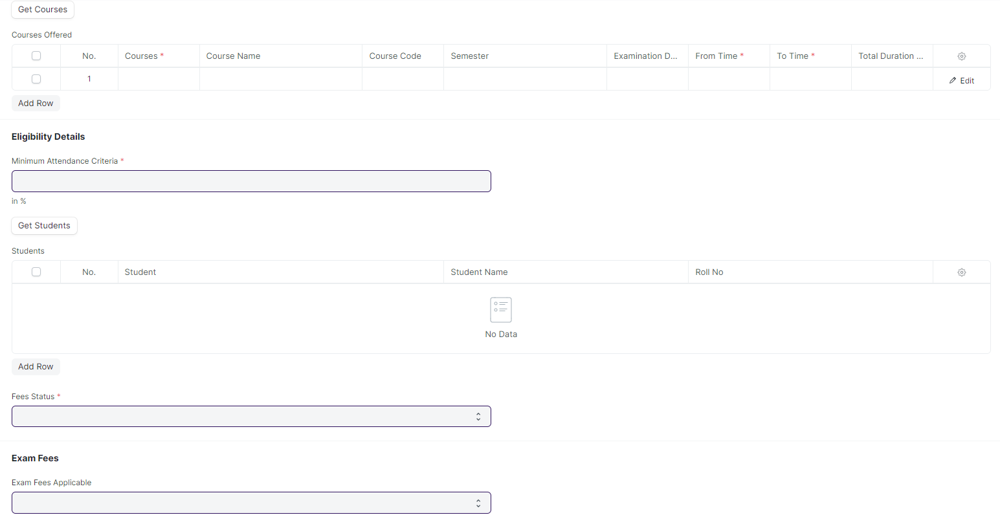 Get Courses
Courses Offered
No. Courses * Course Name Course Code Semester Examination D... From Time * To Time * Total Duration ...
1 Edit
Add Row
Eligibility Details
Minimum Attendance Criteria *
in %
Get Students
Students
No. Student Student Name Roll No
No Data
Add Row
Fees Status *
Exam Fees
Exam Fees Applicable